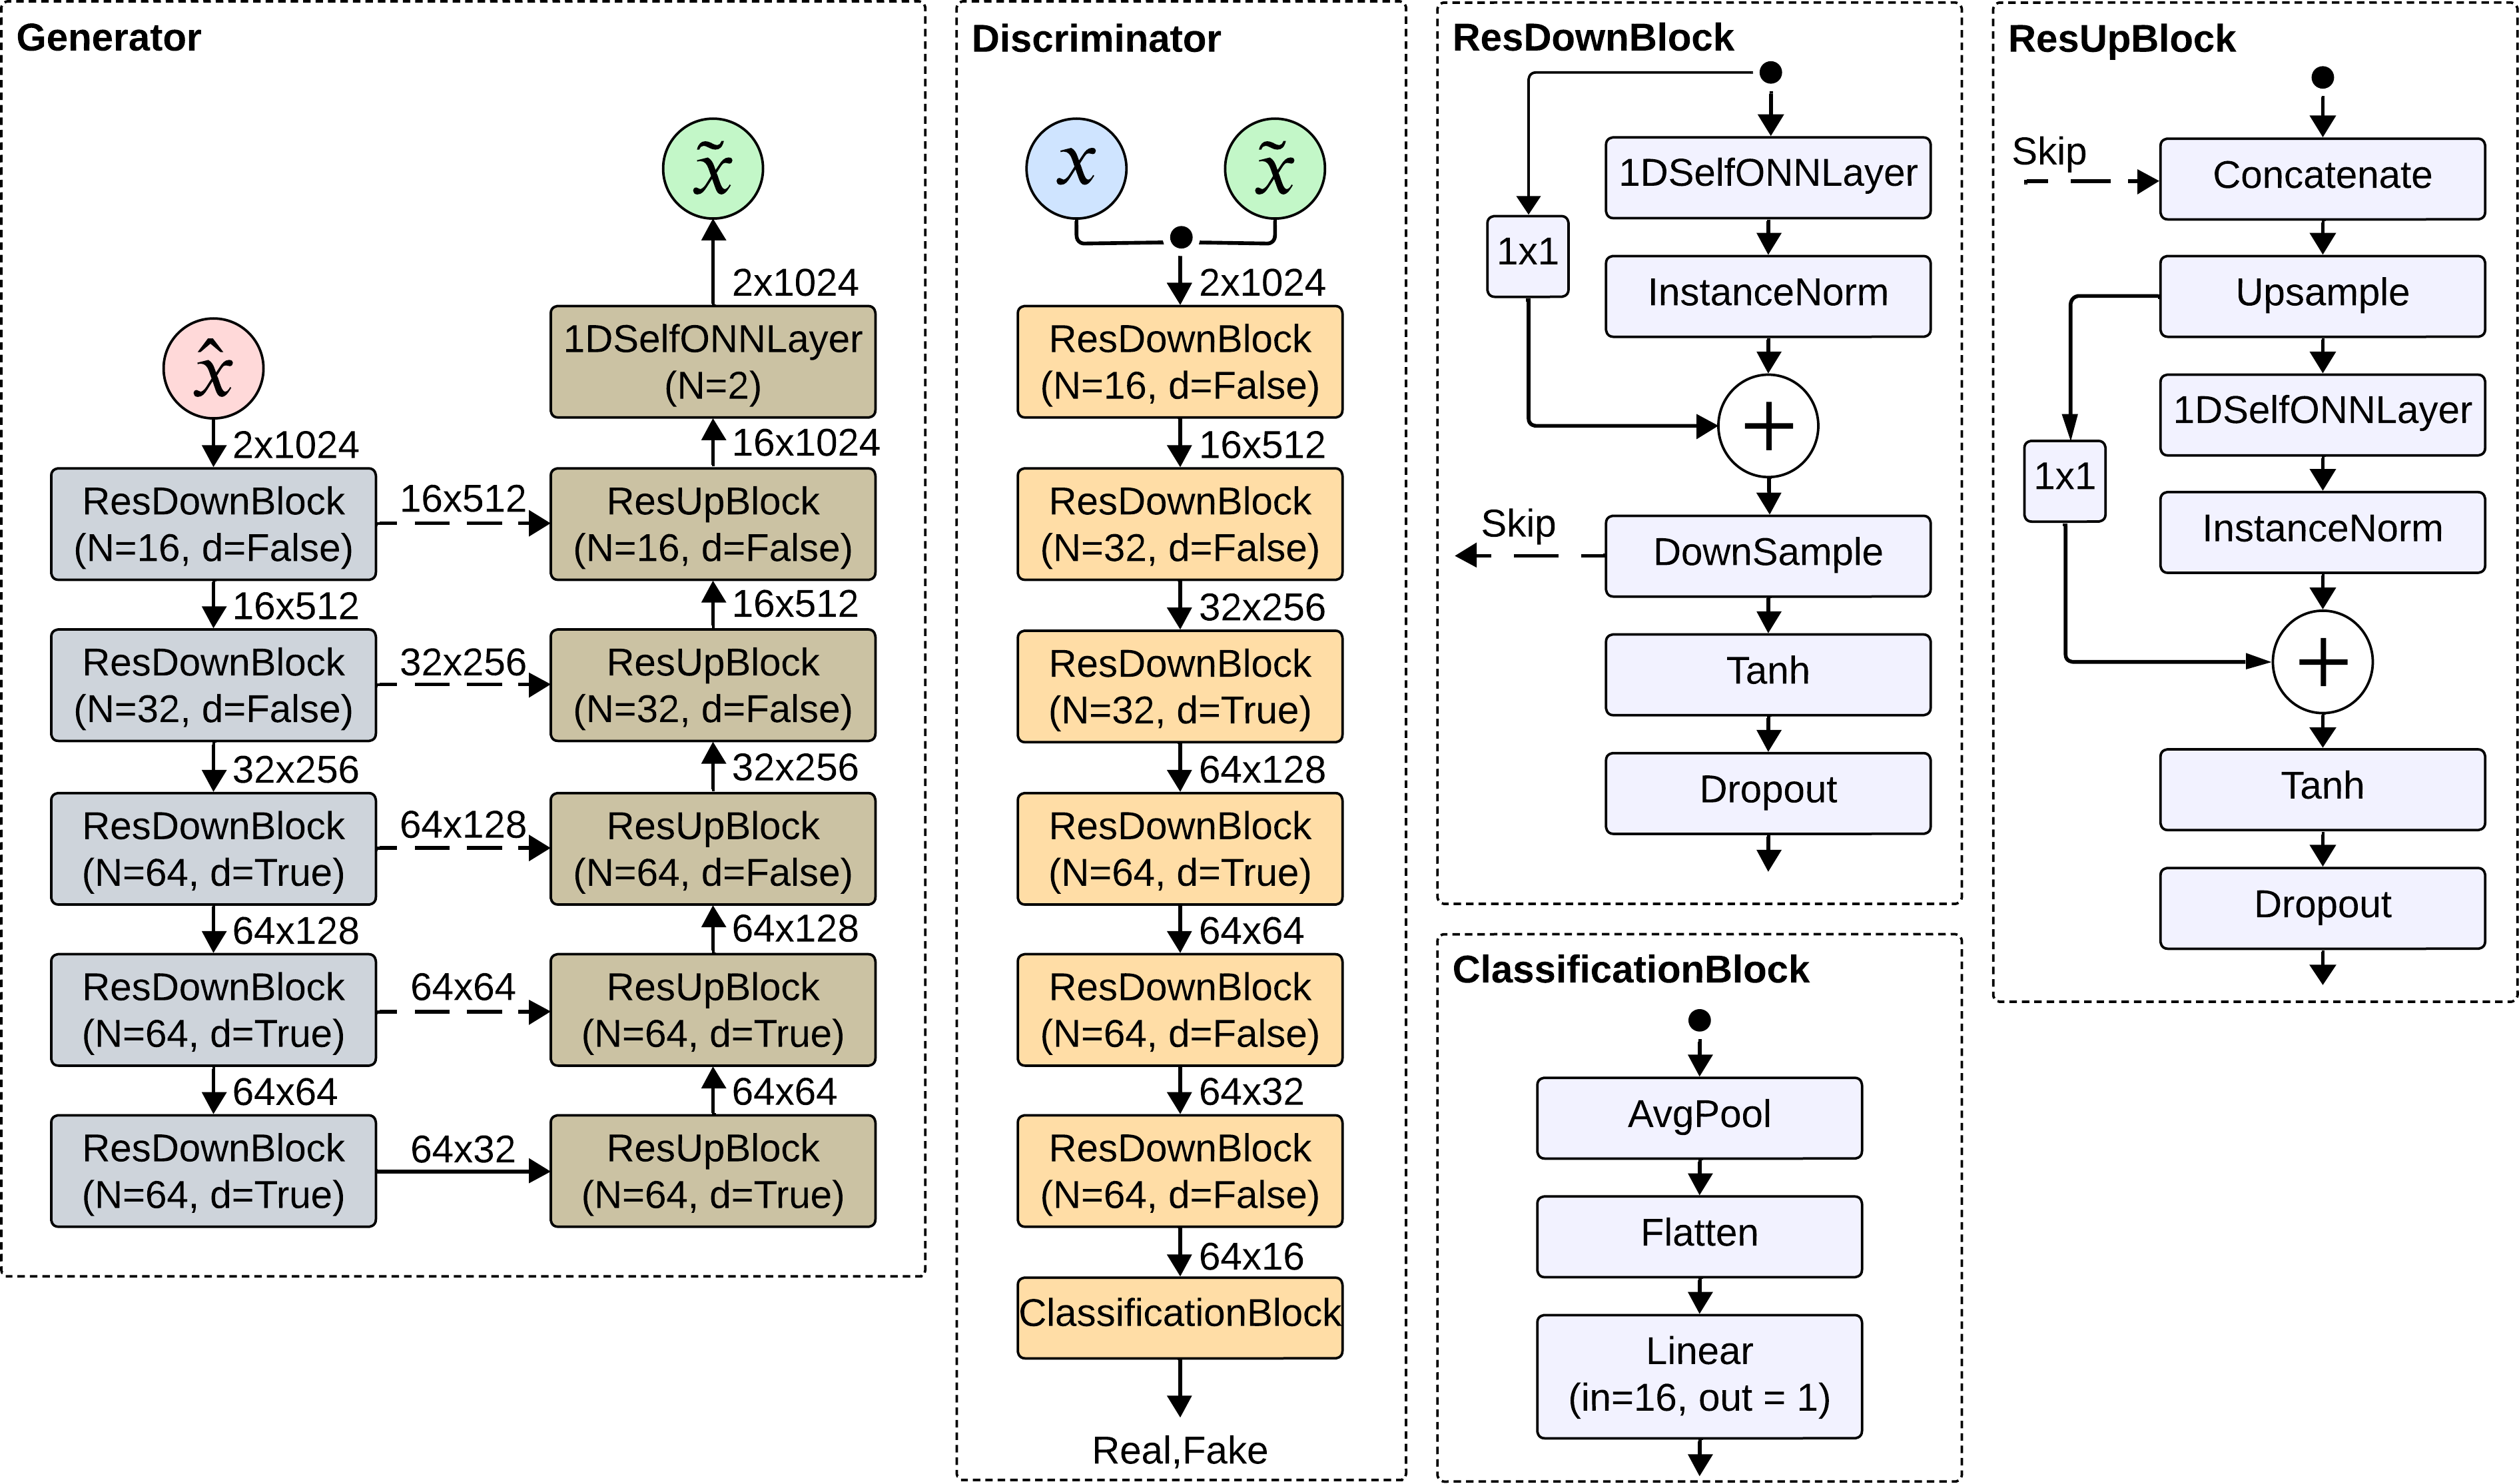 Generator
x̃
2x1024
1DSelfONNLayer
(N=2)
x̂
2x1024
16x1024
ResDownBlock
(N=16, d=False)
16x512
ResUpBlock
(N=16, d=False)
16x512
16x512
ResDownBlock
(N=32, d=False)
32x256
ResUpBlock
(N=32, d=False)
32x256
32x256
ResDownBlock
(N=64, d=True)
64x128
ResUpBlock
(N=64, d=False)
64x128
64x128
ResDownBlock
(N=64, d=True)
64x64
ResUpBlock
(N=64, d=True)
64x64
64x64
ResDownBlock
(N=64, d=True)
64x32
ResUpBlock
(N=64, d=True)
Discriminator
x
x̃
2x1024
ResDownBlock
(N=16, d=False)
16x512
ResDownBlock
(N=32, d=False)
32x256
ResDownBlock
(N=32, d=True)
64x128
ResDownBlock
(N=64, d=True)
64x64
ResDownBlock
(N=64, d=False)
64x32
ResDownBlock
(N=64, d=False)
64x16
ClassificationBlock
Real,Fake
ResDownBlock
1DSelfONNLayer
1x1
InstanceNorm
+
Skip
DownSample
Tanh
Dropout
ClassificationBlock
AvgPool
Flatten
Linear
(in=16, out = 1)
ResUpBlock
Skip
Concatenate
Upsample
1DSelfONNLayer
1x1
InstanceNorm
+
Tanh
Dropout